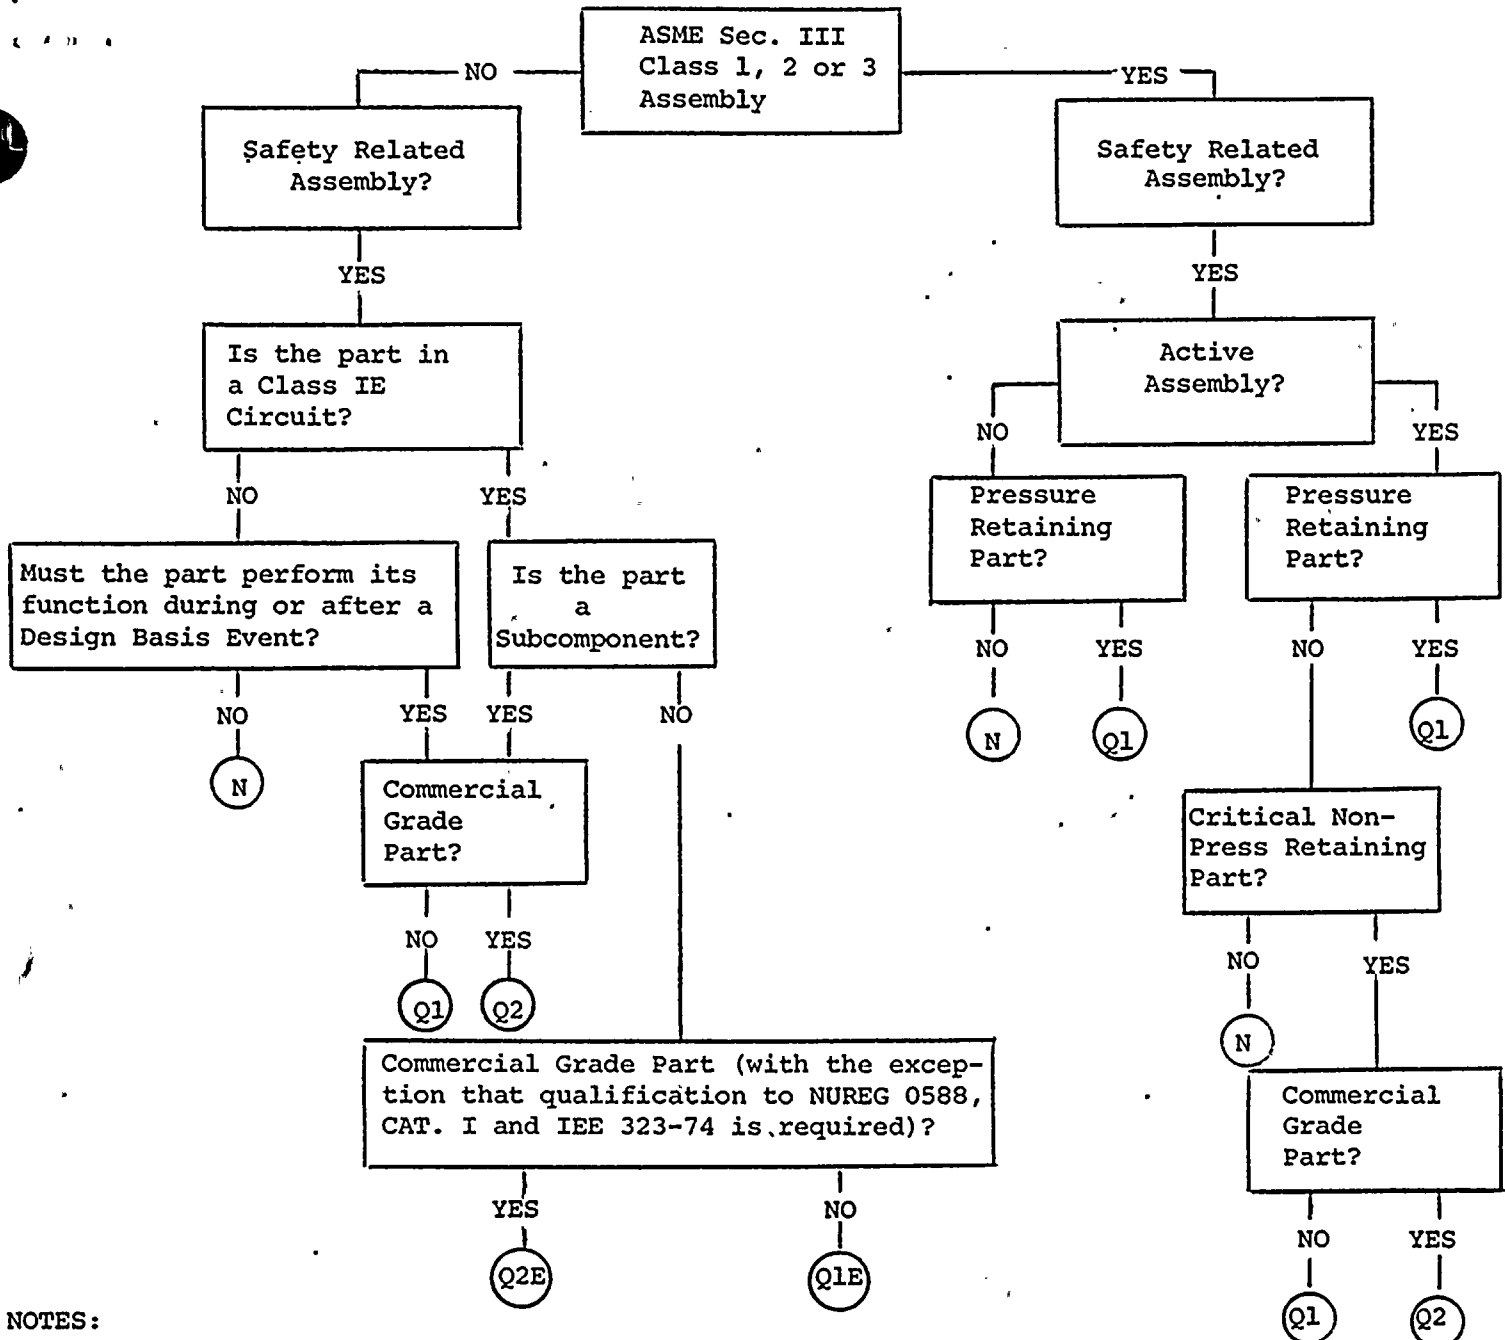 ASME Sec. III
Class 1, 2 or 3
Assembly
NO
YES
Safety Related
Assembly?
YES
Is the part in
a Class IE
Circuit?
NO
YES
Must the part perform its
function during or after a
Design Basis Event?
NO
YES
N
Is the part
a
Subcomponent?
YES
NO
Commercial
Grade
Part?
NO
YES
Q1
Q2
Commercial Grade Part (with the excep-
tion that qualification to NUREG 0588,
CAT. I and IEE 323-74 is required)?
YES
NO
Q2E
Q1E
Safety Related
Assembly?
YES
Active
Assembly?
NO
YES
Pressure
Retaining
Part?
NO
YES
N
Q1
Pressure
Retaining
Part?
NO
YES
Q1
Critical Non-
Press Retaining
Part?
NO
YES
N
Commercial
Grade
Part?
NO
YES
Q1
Q2
NOTES: